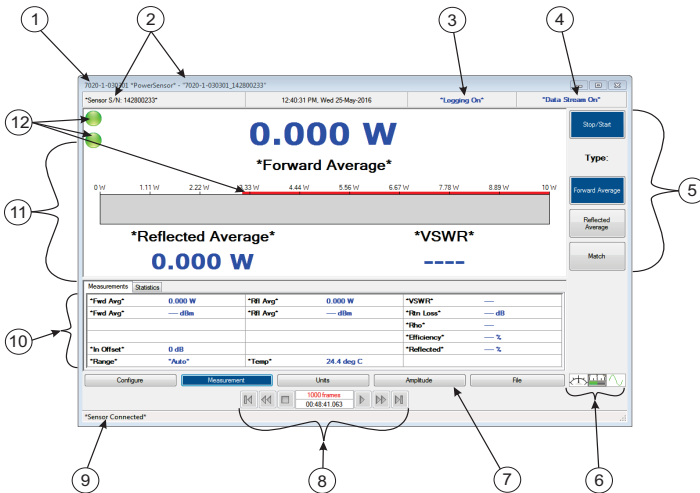 1
2
3
4
7020-1-030301 "PowerSensor" - "7020-1-030301_142800233"
"Sensor S/N: 142800233" 12:40:31 PM, Wed 25-May-2016 "Logging On" "Data Stream On"
12
0.000 W
Stop/Start
*Forward Average*
Type:
0 W 1.11 W 2.22 W 3.33 W 4.44 W 5.56 W 6.67 W 7.78 W 8.89 W 10 W
Forward Average
5
11
Reflected Average
*Reflected Average* *VSWR*
0.000 W ----
Match
Measurements Statistics
"Fwd Avg" 0.000 W "Rfl Avg" 0.000 W "VSWR" ---
"Fwd Avg" --- dBm "Rfl Avg" --- dBm "Rtn Loss" --- dB
"Rho" ---
10
"Efficiency" --- %
"In Offset" 0 dB "Reflected" --- %
"Range" "Auto" "Temp" 24.4 deg C
Configure Measurement Units Amplitude File
1000 frames
00:48:41.063
"Sensor Connected"
9
8
7
6